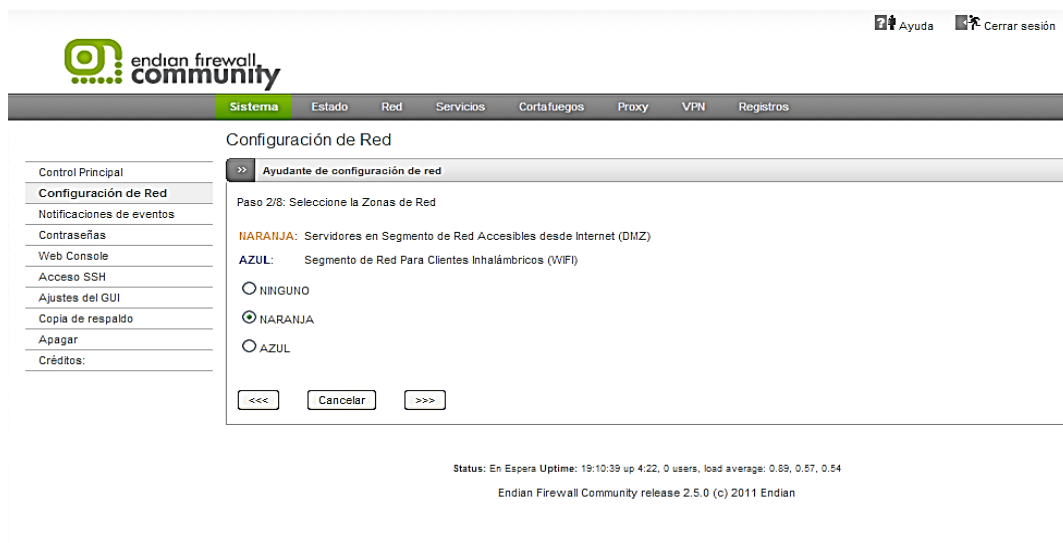 Ayuda Cerrar sesión
endian firewall
community
Sistema Estado Red Servicios Cortafuegos Proxy VPN Registros
Configuración de Red
Control Principal
Configuración de Red
Notificaciones de eventos
Contraseñas
Web Console
Acceso SSH
Ajustes del GUI
Copia de respaldo
Apagar
Créditos:
>> Ayudante de configuración de red
Paso 2/8: Seleccione la Zonas de Red
NARANJA: Servidores en Segmento de Red Accesibles desde Internet (DMZ)
AZUL: Segmento de Red Para Clientes Inhalámbricos (WIFI)
NINGUNO
NARANJA
AZUL
<<< Cancelar >>>
Status: En Espera Uptime: 19:10:39 up 4:22, 0 users, load average: 0.89, 0.57, 0.54
Endian Firewall Community release 2.5.0 (c) 2011 Endian